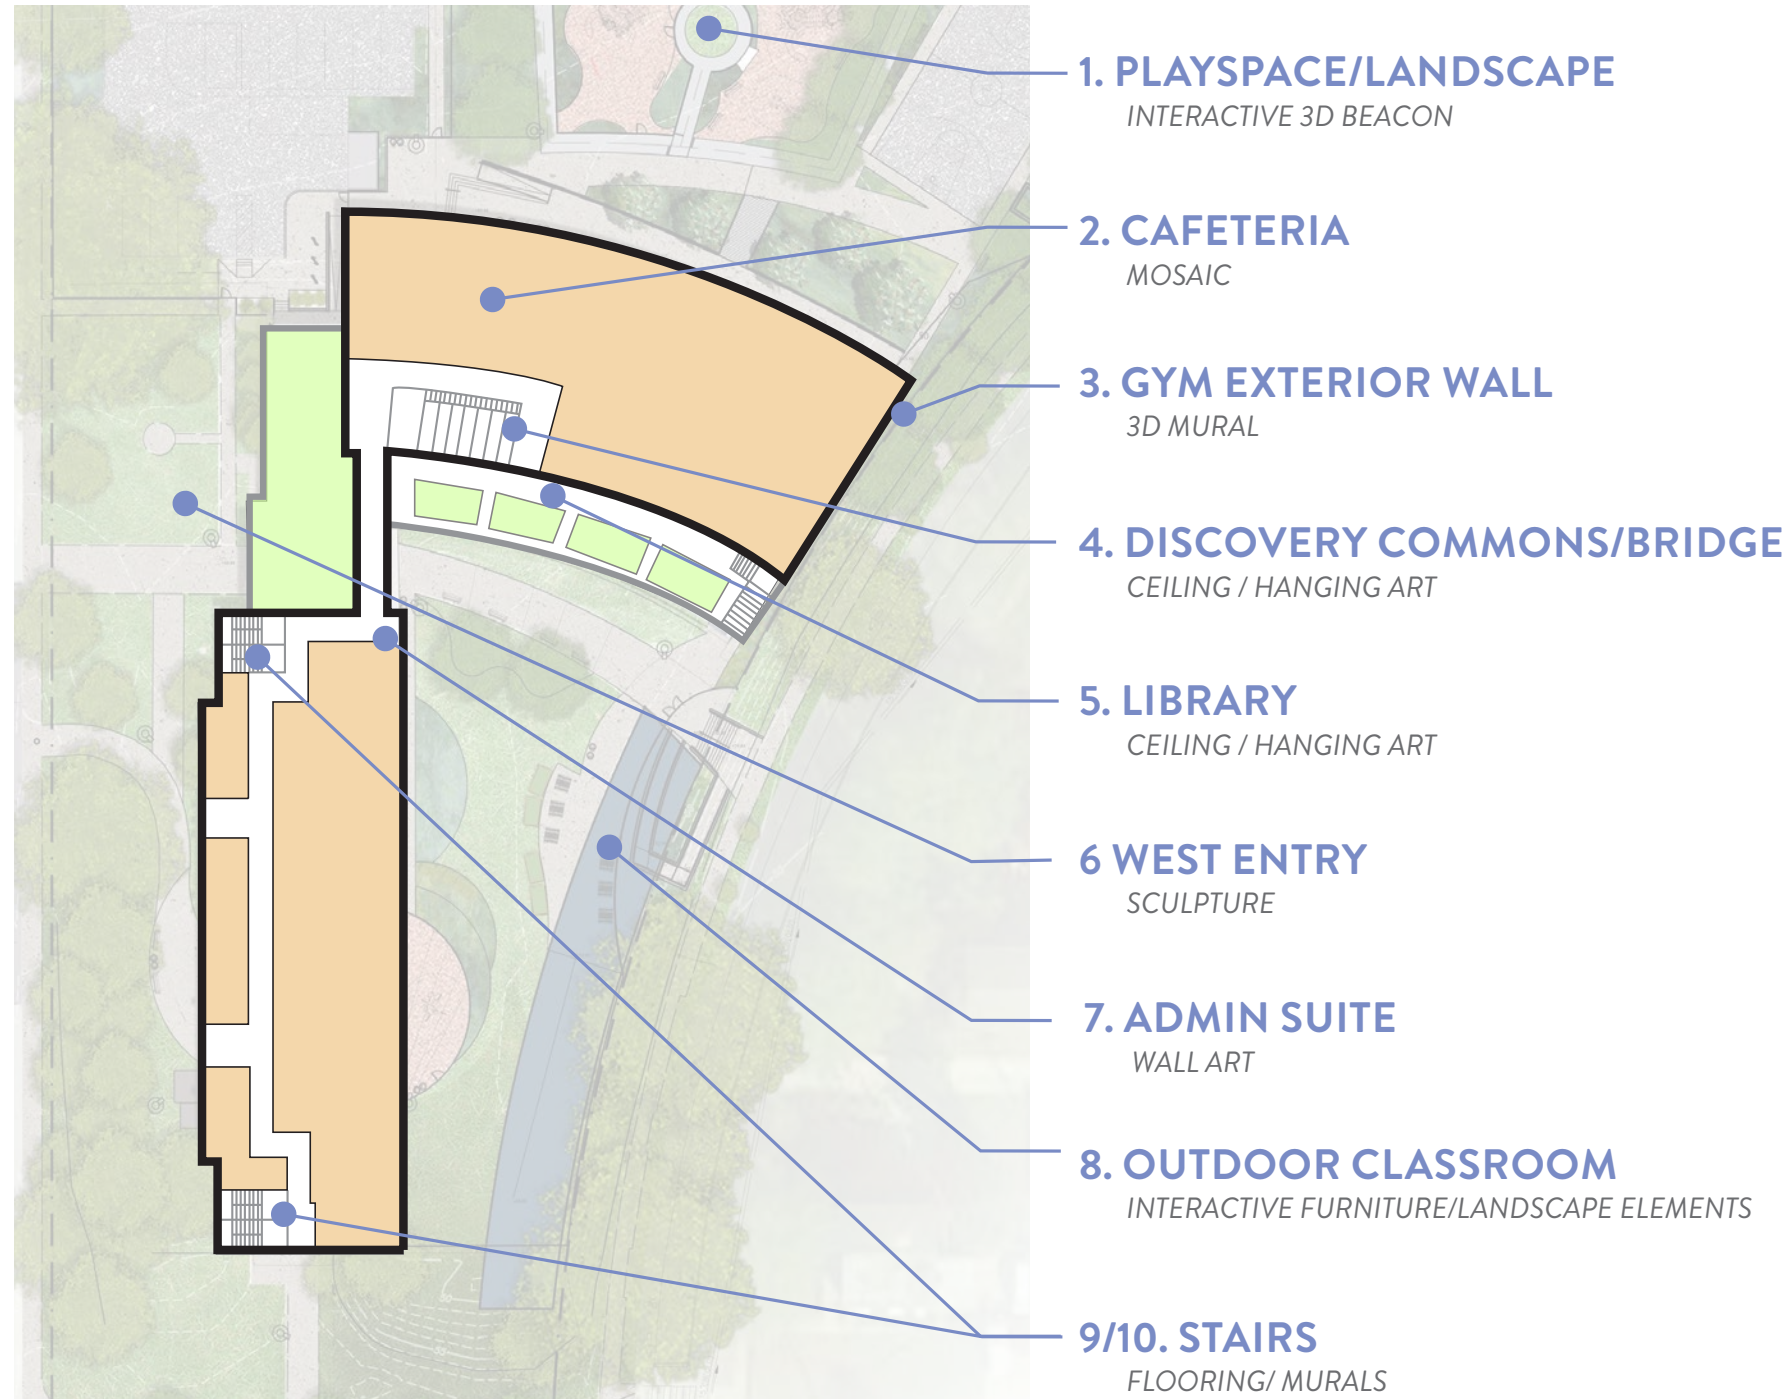 1. PLAYSPACE/LANDSCAPE
INTERACTIVE 3D BEACON
2. CAFETERIA
MOSAIC
3. GYM EXTERIOR WALL
3D MURAL
4. DISCOVERY COMMONS/BRIDGE
CEILING / HANGING ART
5. LIBRARY
CEILING / HANGING ART
6 WEST ENTRY
SCULPTURE
7. ADMIN SUITE
WALL ART
8. OUTDOOR CLASSROOM
INTERACTIVE FURNITURE/LANDSCAPE ELEMENTS
9/10. STAIRS
FLOORING/ MURALS